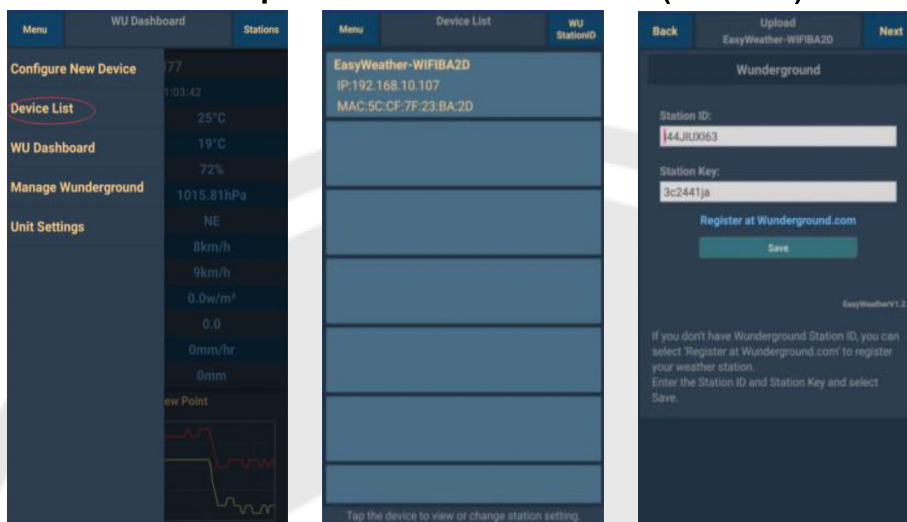 Menu
WU Dashboard
Stations
Configure New Device
Device List
WU Dashboard
Manage Wunderground
Unit Settings
77
1:03:42
25°C
19°C
72%
1015.81hPa
NE
8km/h
9km/h
0.0w/m²
0.0
0mm/hr
0mm
ew Point
Menu
Device List
WU
StationID
EasyWeather-WIFIBA2D
IP:192.168.10.107
MAC:5C:CF:7F:23:BA:2D
Tap the device to view or change station setting.
Back
Upload
EasyWeather-WIFIBA2D
Next
Wunderground
Station ID:
Station Key:
3c2441ja
Register at Wunderground.com
Save
EasyWeatherV1.2.
If you don't have Wunderground Station ID, you can
select 'Register at Wunderground.com' to register
your weather station.
Enter the Station ID and Station Key and select
Save.